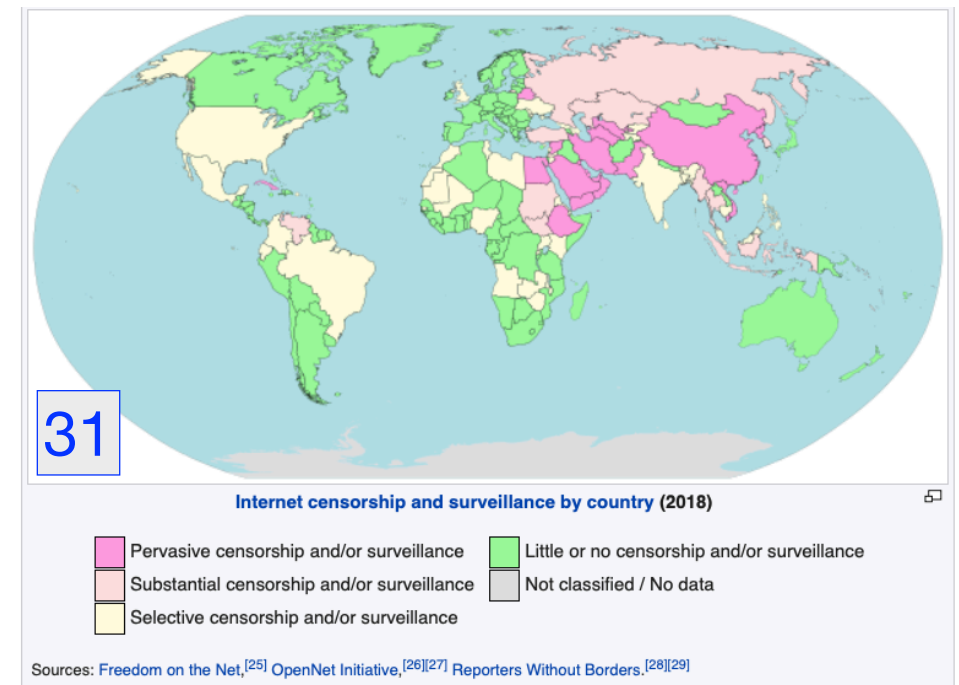 31
Internet censorship and surveillance by country (2018)
Pervasive censorship and/or surveillance
Substantial censorship and/or surveillance
Selective censorship and/or surveillance
Little or no censorship and/or surveillance
Not classified / No data
Sources: Freedom on the Net,[25] OpenNet Initiative,[26][27] Reporters Without Borders.[28][29]